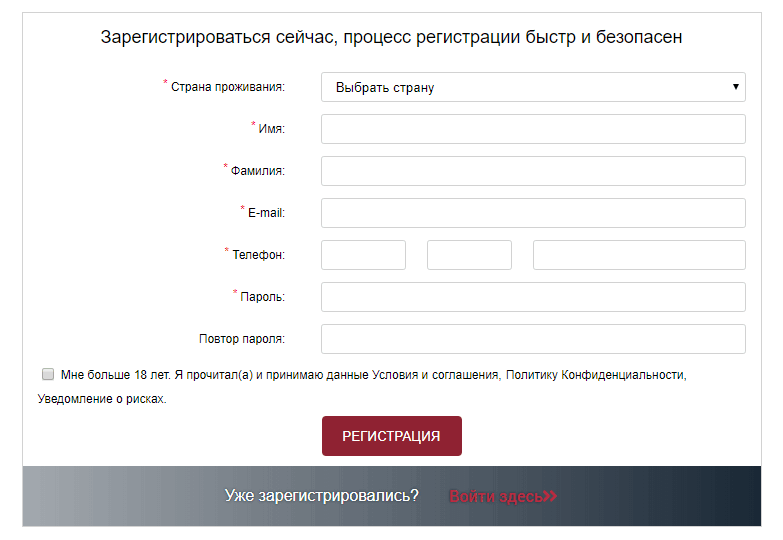 Зарегистрироваться сейчас, процесс регистрации быстр и безопасен
* Страна проживания: Выбрать страну
* Имя:
* Фамилия:
* E-mail:
* Телефон:
* Пароль:
Повтор пароля:
Мне больше 18 лет. Я прочитал(а) и принимаю данные Условия и соглашения, Политику Конфиденциальности,
Уведомление о рисках.
РЕГИСТРАЦИЯ
Уже зарегистрировались? Войти здесь»